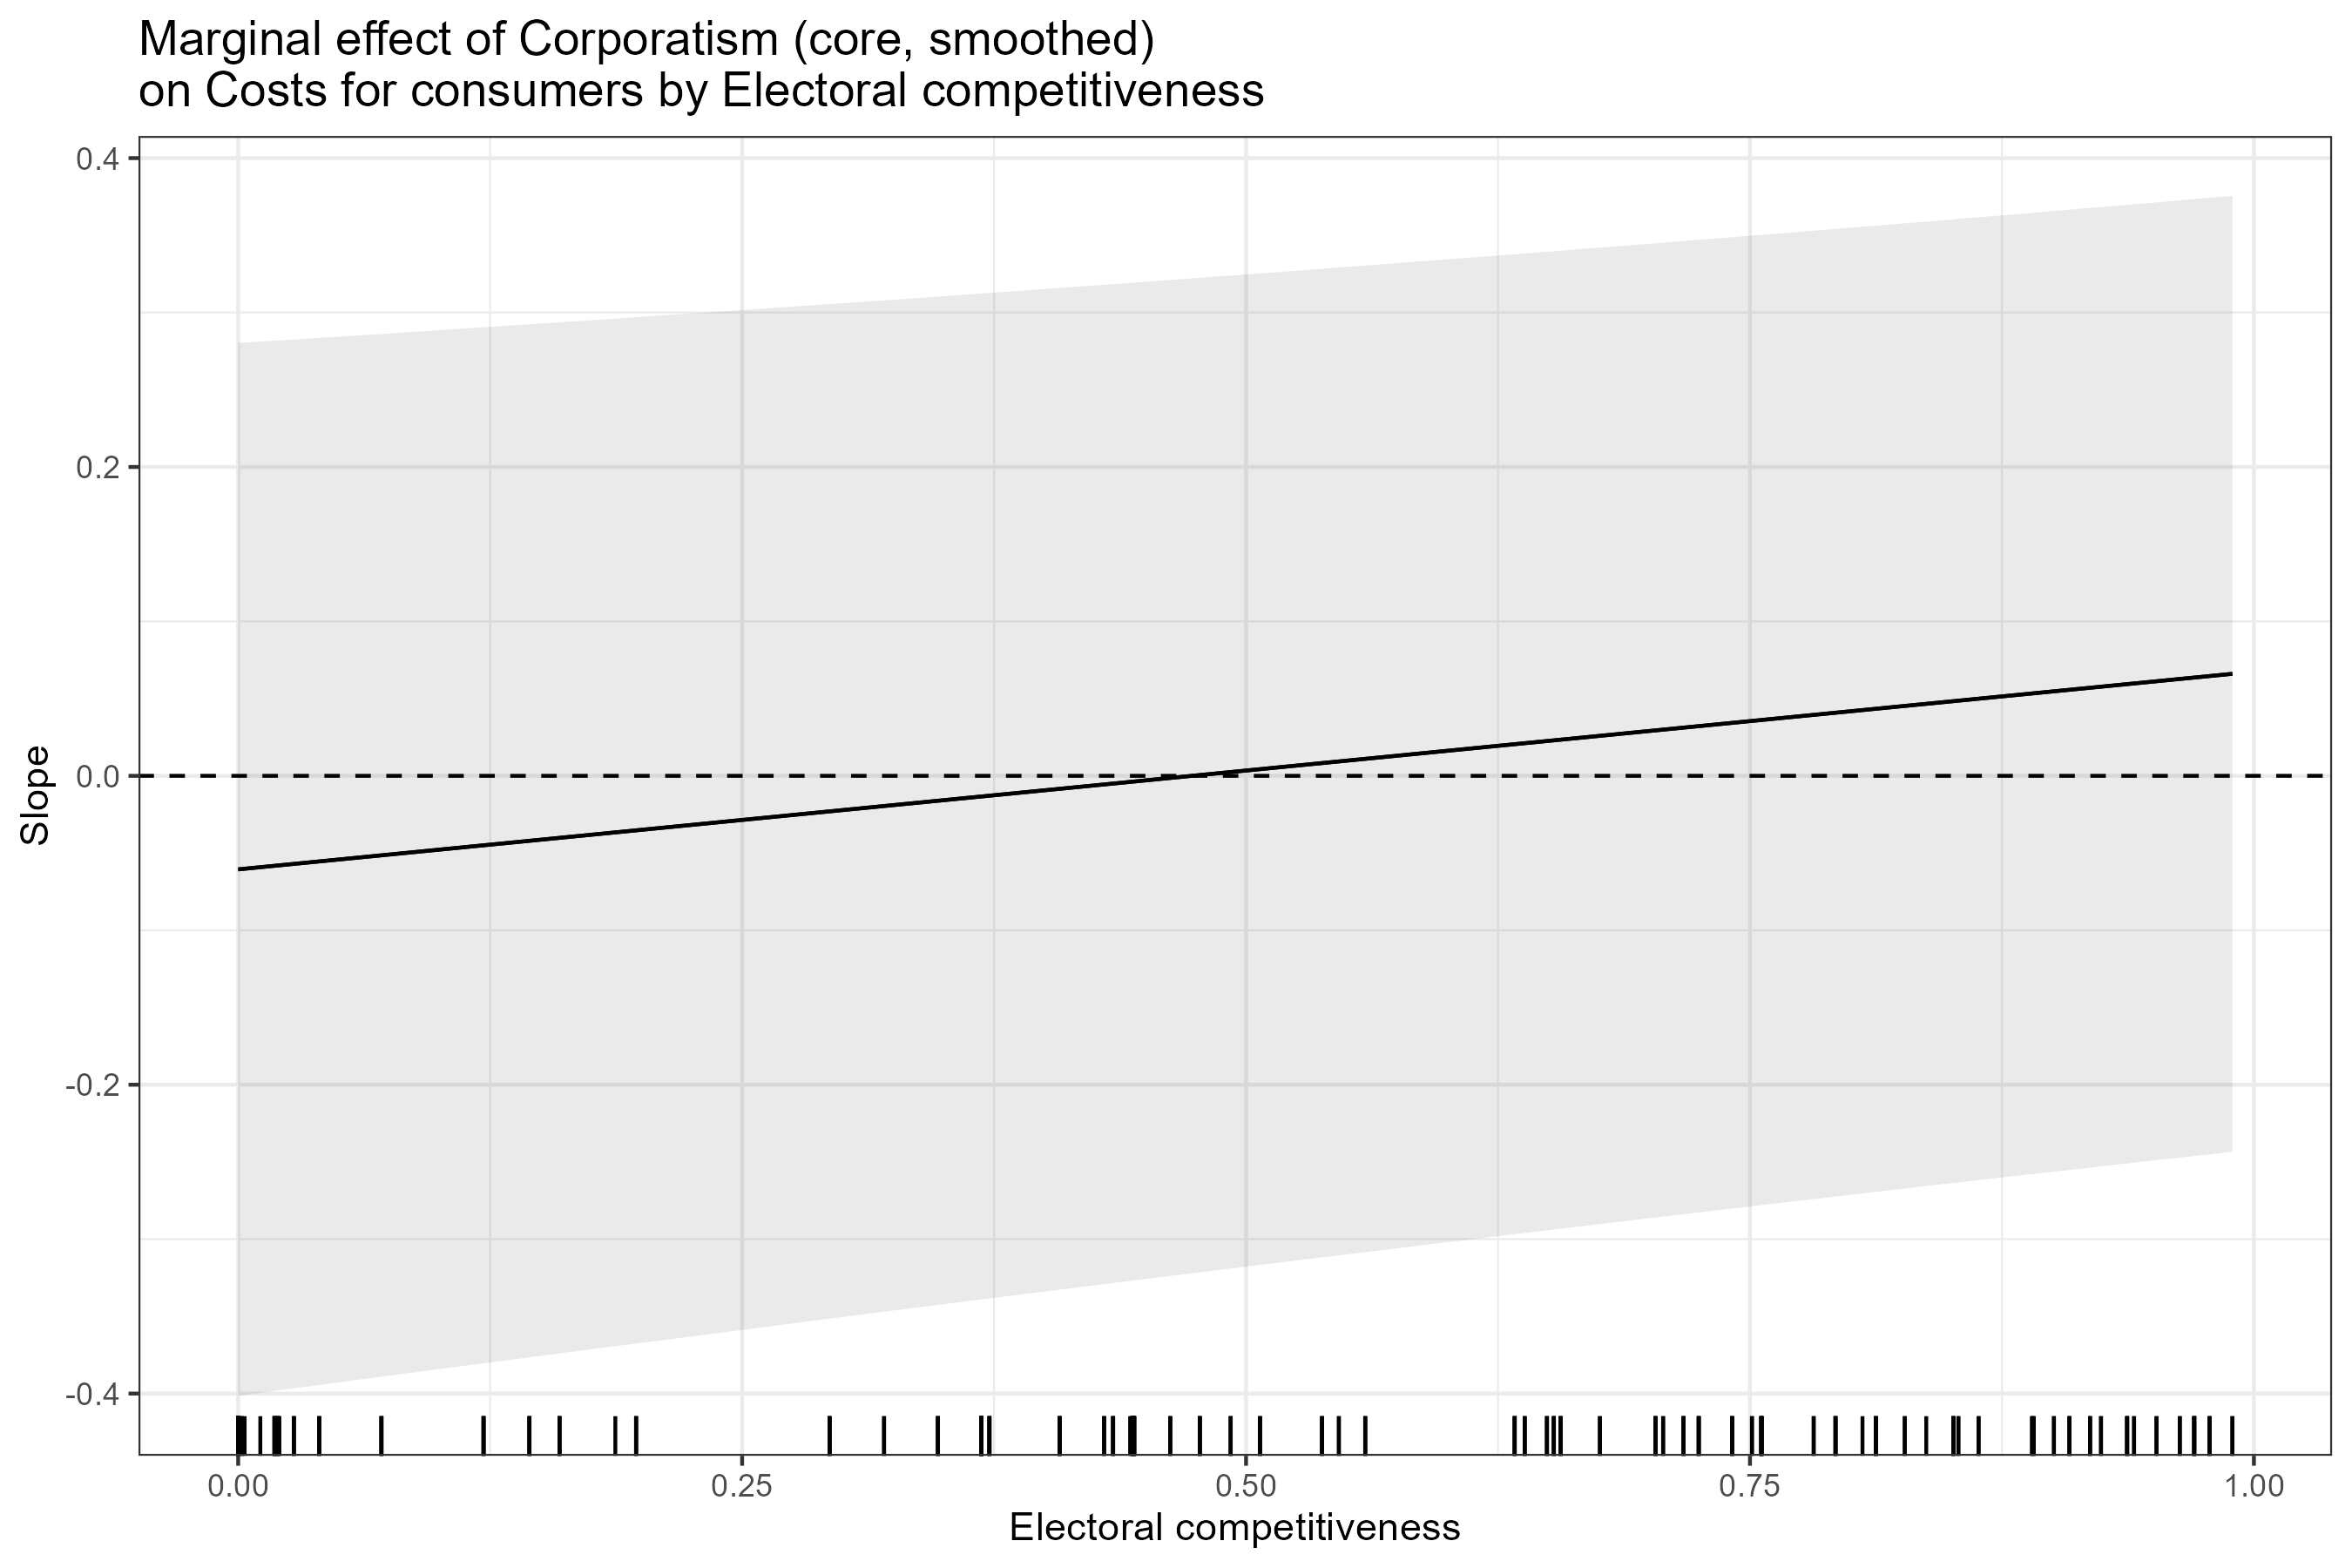 Marginal effect of Corporatism (core, smoothed)
on Costs for consumers by Electoral competitiveness
0.4
0.2
0.0
-0.2
-0.4
Slope
0.00
0.25
0.50
0.75
1.00
Electoral competitiveness